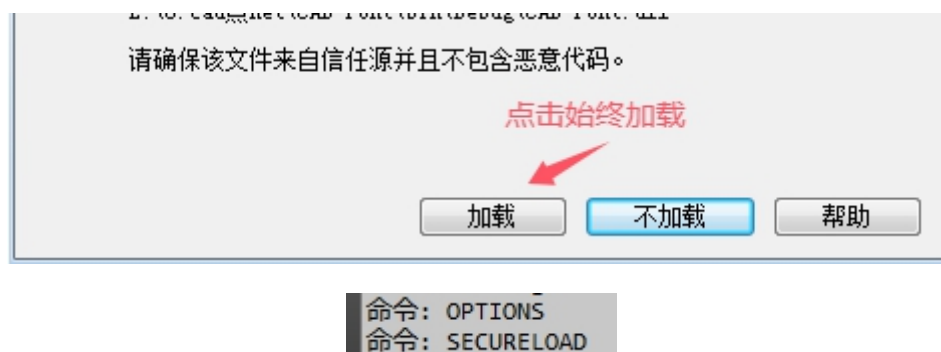 请确保该文件来自信任源并且不包含恶意代码。
点击始终加载
加载 不加载 帮助
命令: OPTIONS
命令: SECURELOAD